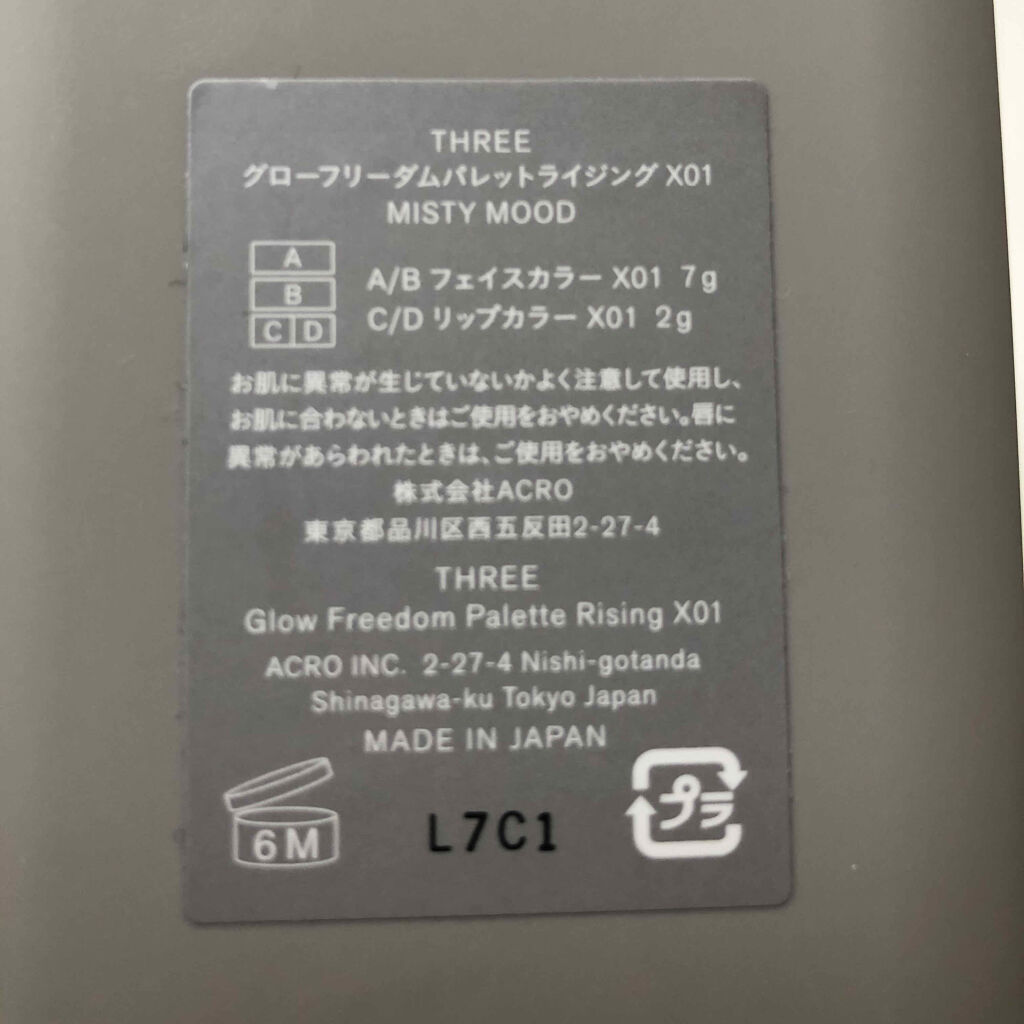 THREE
グローフリーダムパレットライジング X01
MISTY MOOD
A
B
C D
A/B フェイスカラー X01 7g
C/D リップカラー X01 2g
お肌に異常が生じていないかよく注意して使用し、
お肌に合わないときはご使用をおやめください。唇に
異常があらわれたときは、ご使用をおやめください。
株式会社ACRO
東京都品川区西五反田2-27-4
THREE
Glow Freedom Palette Rising X01
ACRO INC. 2-27-4 Nishi-gotanda
Shinagawa-ku Tokyo Japan
MADE IN JAPAN
6M
L7C1
プラ